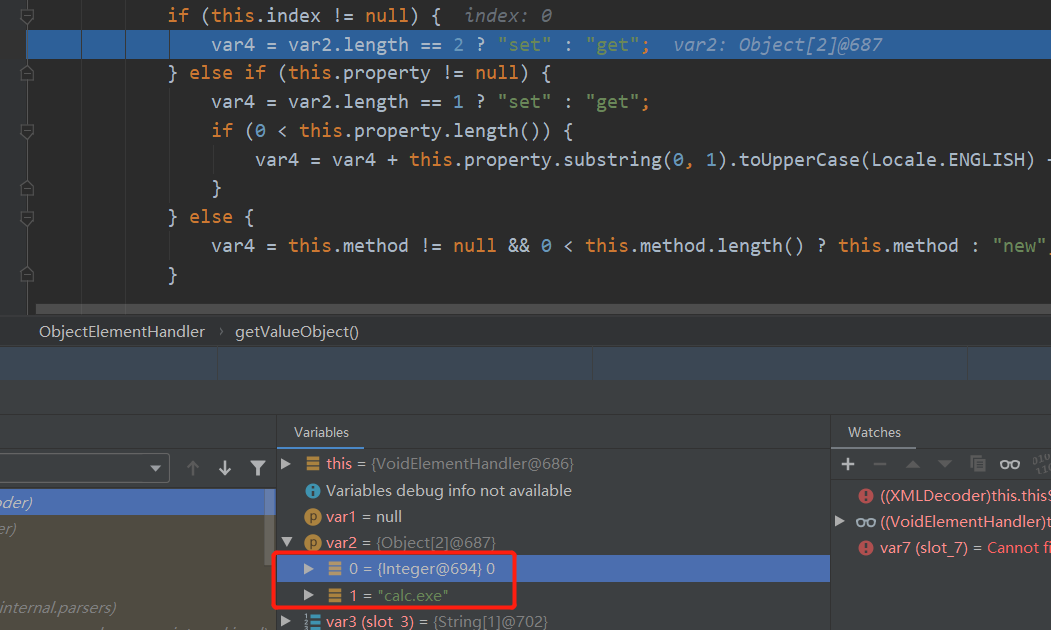 if (this.index != null) { index: 0
var4 = var2.length == 2 ? "set" : "get"; var2: Object[2]@687
} else if (this.property != null) {
var4 = var2.length == 1 ? "set" : "get";
if (0 < this.property.length()) {
var4 = var4 + this.property.substring(0, 1).toUpperCase(Locale.ENGLISH)
}
} else {
var4 = this.method != null && 0 < this.method.length() ? this.method : "new"
}
ObjectElementHandler › getValueObject()
Variables
Watches
this = {VoidElementHandler@686}
Variables debug info not available
var1 = null
var2 = {Object[2]@687}
0 = {Integer@694} 0
1 = "calc.exe"
var3 (slot_3) = {String[1]@702}
oder)
er)
internal.parsers)
((XMLDecoder)this.this
((VoidElementHandler)t
var7 (slot_7) = Cannot fi